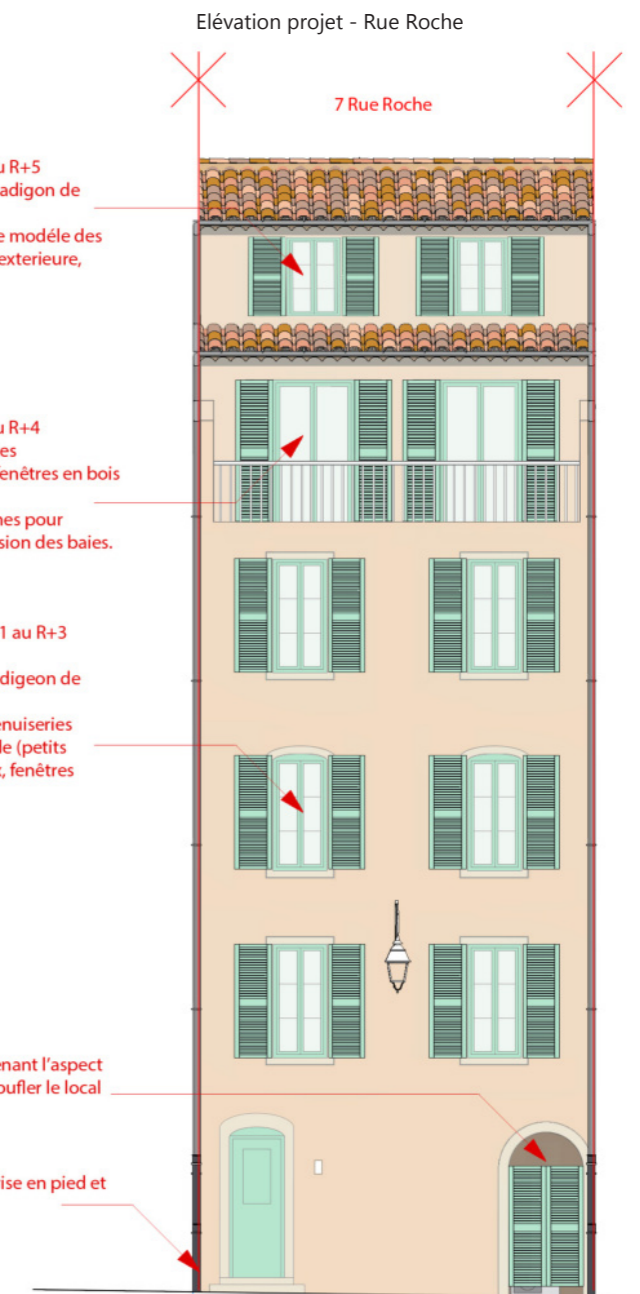 Elévation projet - Rue Roche
7 Rue Roche
u R+5
adigon de
e modéle des
exterieure,
u R+4
es
fenêtres en bois
nes pour
sion des baies.
1 au R+3
digeon de
enuiseries
le (petits
, fenêtres
enant l'aspect
oufler le local
ise en pied et